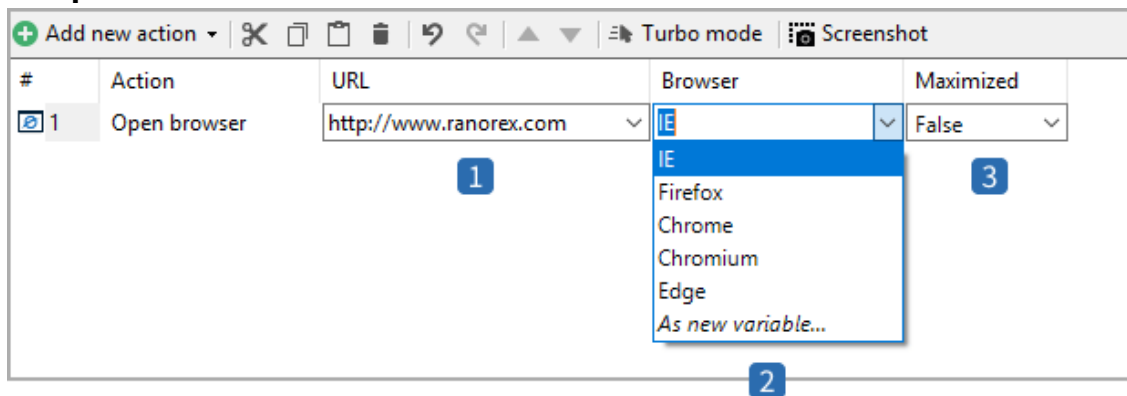 Add new action Turbo mode Screenshot
# Action URL Browser Maximized
1 Open browser http://www.ranorex.com IE False
IE
1 3
Firefox
Chrome
Chromium
Edge
As new variable...
2